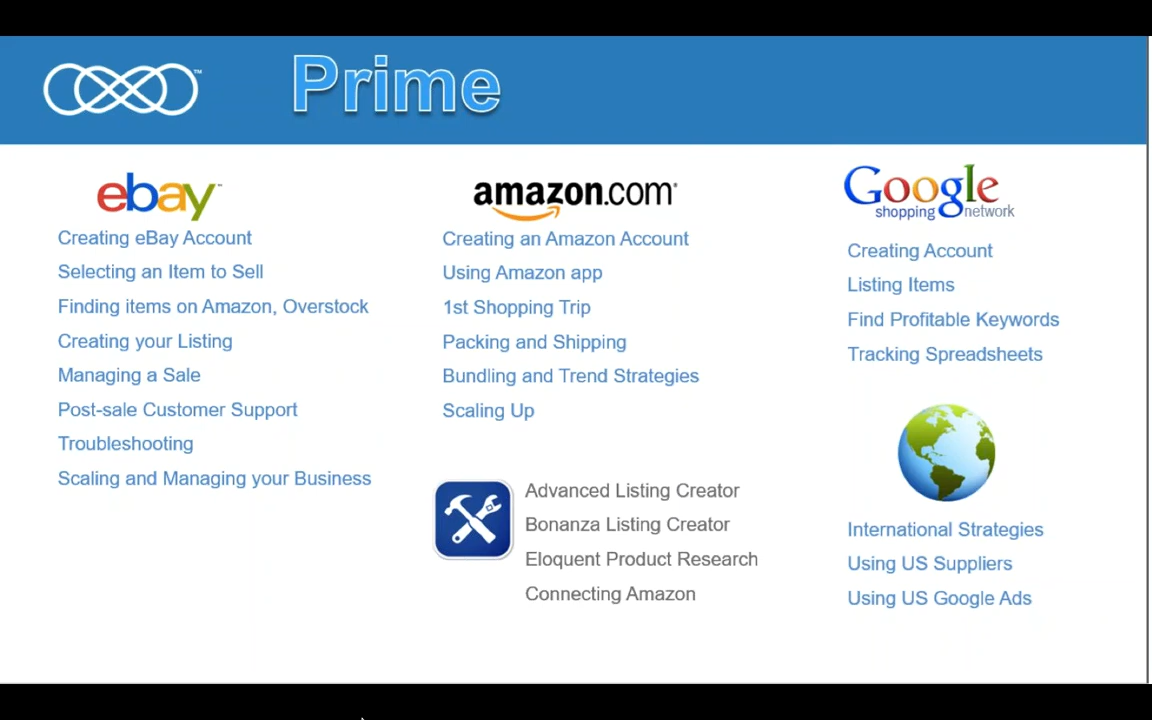 Prime
ebay™
Creating eBay Account
Selecting an Item to Sell
Finding items on Amazon, Overstock
Creating your Listing
Managing a Sale
Post-sale Customer Support
Troubleshooting
Scaling and Managing your Business
amazon.com
Creating an Amazon Account
Using Amazon app
1st Shopping Trip
Packing and Shipping
Bundling and Trend Strategies
Scaling Up
Advanced Listing Creator
Bonanza Listing Creator
Eloquent Product Research
Connecting Amazon
Google
shopping network
Creating Account
Listing Items
Find Profitable Keywords
Tracking Spreadsheets
International Strategies
Using US Suppliers
Using US Google Ads